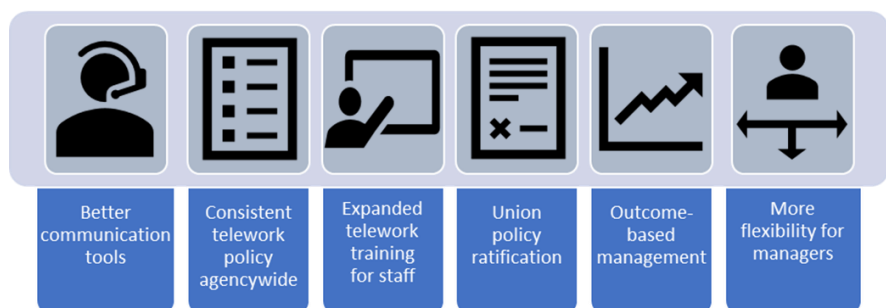 Better
communication
tools
Consistent
telework
policy
agencywide
Expanded
telework
training
for staff
Union
policy
ratification
Outcome-
based
management
More
flexibility for
managers